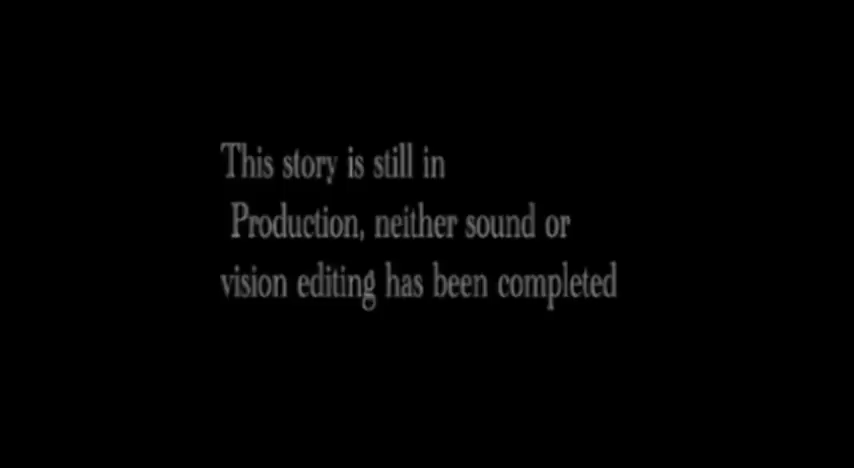 This story is still in
Production, neither sound or
vision editing has been completed